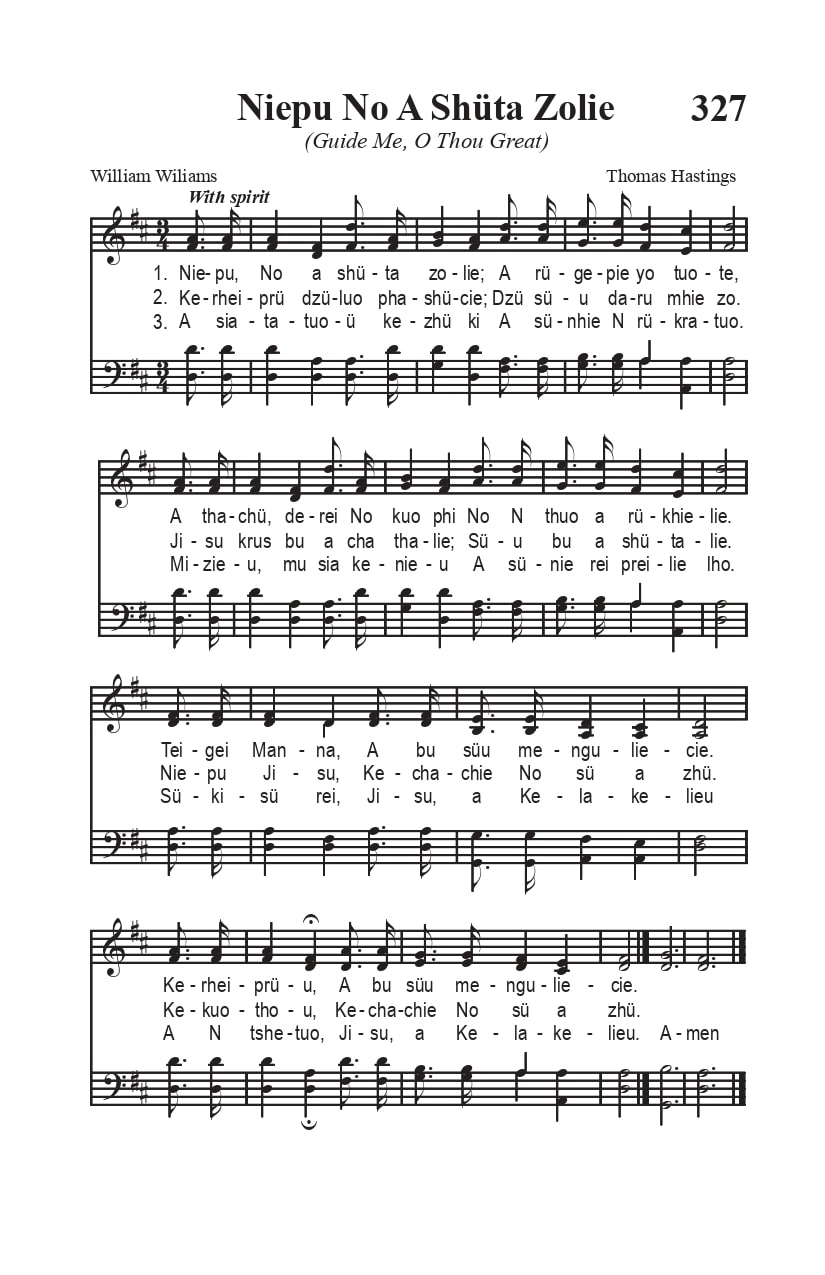 Niepu No A Shüta Zolie 327
(Guide Me, O Thou Great)
William Wiliams Thomas Hastings
With spirit
1. Nie-pu, No a shü-ta zo-lie; A rü-ge-pie yo tuo-te,
2. Ke-rhei-prü dzü-luo pha-shü-cie; Dzü sü-u da-ru mhie zo.
3. A sia-ta-tuo-ü ke-zhü ki A sü-nhie N rü-kra-tuo.
A tha-chü, de-rei No kuo phi No N thuo a rü-khie-lie.
Ji-su krus bu a cha tha-lie; Sü-u bu a shü-ta-lie.
Mi-zie-u, mu sia ke-nie-u A sü-nie rei prei-lie lho.
Tei-gei Man-na, A bu süu me-ngu-lie-cie.
Nie-pu Ji-su, Ke-cha-chie No sü a zhü.
Sü-ki-sü rei, Ji-su, a Ke-la-ke-lieu
Ke-rhei-prü-u, A bu süu me-ngu-lie-cie.
Ke-kuo-tho-u, Ke-cha-chie No sü a zhü.
A N tshe-tuo, Ji-su, a Ke-la-ke-lieu. A-men